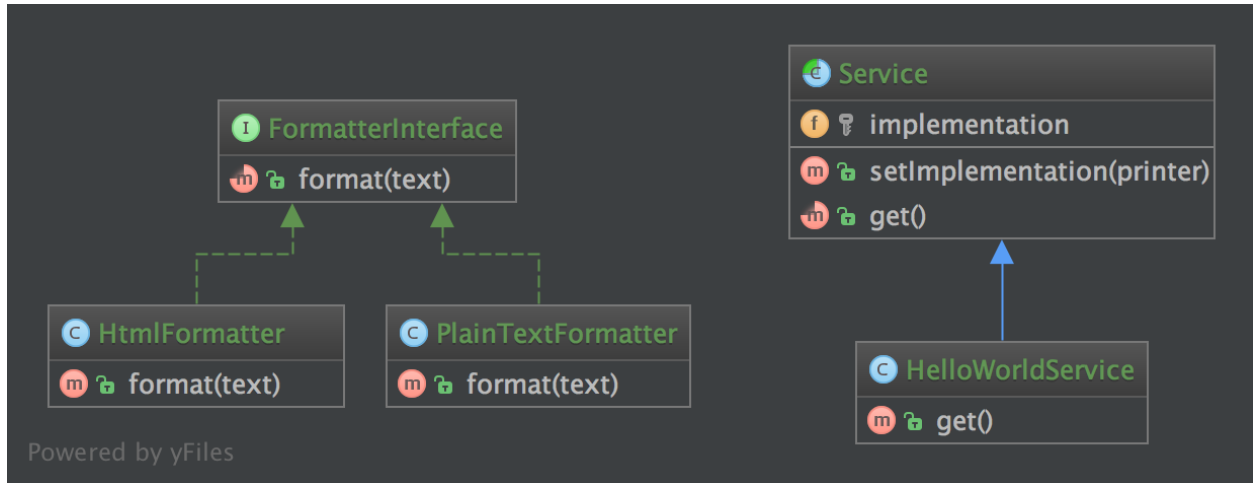 FormatterInterface
format(text)
HtmlFormatter
format(text)
PlainTextFormatter
format(text)
Service
implementation
setImplementation(printer)
get()
HelloWorldService
get()
Powered by yFiles